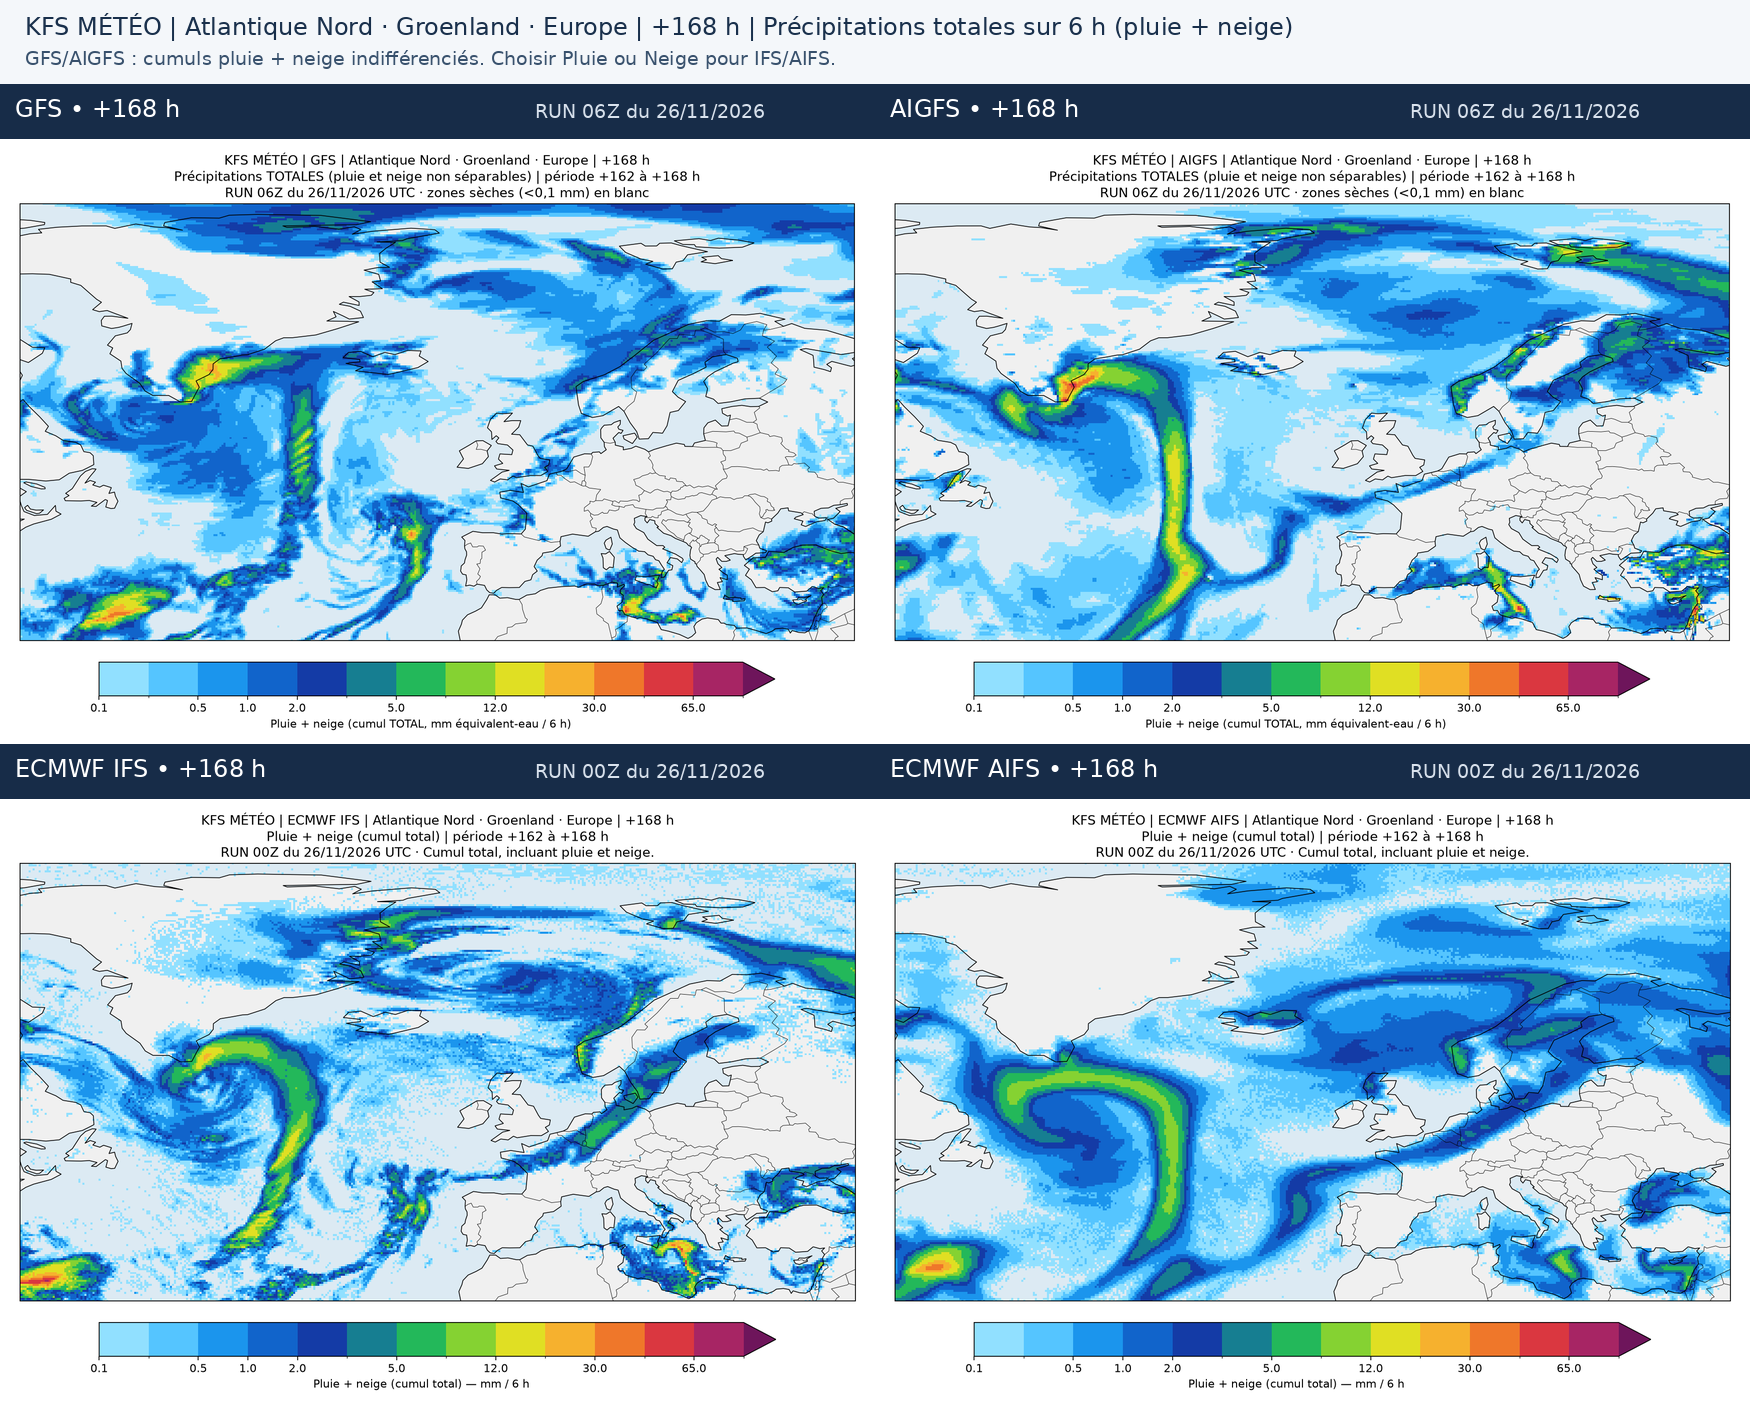 KFS MÉTÉO | Atlantique Nord · Groenland · Europe | +168 h | Précipitations totales sur 6 h (pluie + neige)
GFS/AIGFS : cumuls pluie + neige indifférenciés. Choisir Pluie ou Neige pour IFS/AIFS.
GFS • +168 h
RUN 06Z du 26/11/2026
AIGFS • +168 h
RUN 06Z du 26/11/2026
KFS MÉTÉO | GFS | Atlantique Nord · Groenland · Europe | +168 h
Précipitations TOTALES (pluie et neige non séparables) | période +162 à +168 h
RUN 06Z du 26/11/2026 UTC · zones sèches (<0,1 mm) en blanc
KFS MÉTÉO | AIGFS | Atlantique Nord · Groenland · Europe | +168 h
Précipitations TOTALES (pluie et neige non séparables) | période +162 à +168 h
RUN 06Z du 26/11/2026 UTC · zones sèches (<0,1 mm) en blanc
0.1 0.5 1.0 2.0 5.0 12.0 30.0 65.0
Pluie + neige (cumul TOTAL, mm équivalent-eau / 6 h)
0.1 0.5 1.0 2.0 5.0 12.0 30.0 65.0
Pluie + neige (cumul TOTAL, mm équivalent-eau / 6 h)
ECMWF IFS • +168 h
RUN 00Z du 26/11/2026
ECMWF AIFS • +168 h
RUN 00Z du 26/11/2026
KFS MÉTÉO | ECMWF IFS | Atlantique Nord · Groenland · Europe | +168 h
Pluie + neige (cumul total) | période +162 à +168 h
RUN 00Z du 26/11/2026 UTC · Cumul total, incluant pluie et neige.
KFS MÉTÉO | ECMWF AIFS | Atlantique Nord · Groenland · Europe | +168 h
Pluie + neige (cumul total) | période +162 à +168 h
RUN 00Z du 26/11/2026 UTC · Cumul total, incluant pluie et neige.
0.1 0.5 1.0 2.0 5.0 12.0 30.0 65.0
Pluie + neige (cumul total) — mm / 6 h
0.1 0.5 1.0 2.0 5.0 12.0 30.0 65.0
Pluie + neige (cumul total) — mm / 6 h